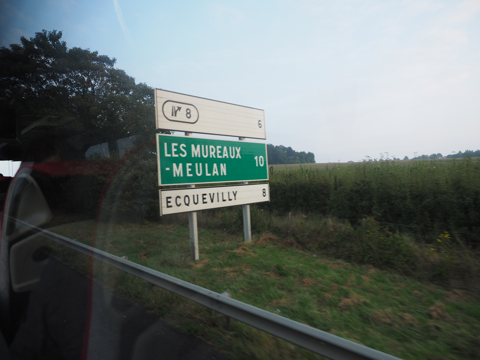 8 6
LES MUREAUX
-MEULAN 10
ECQUEVILLY 8